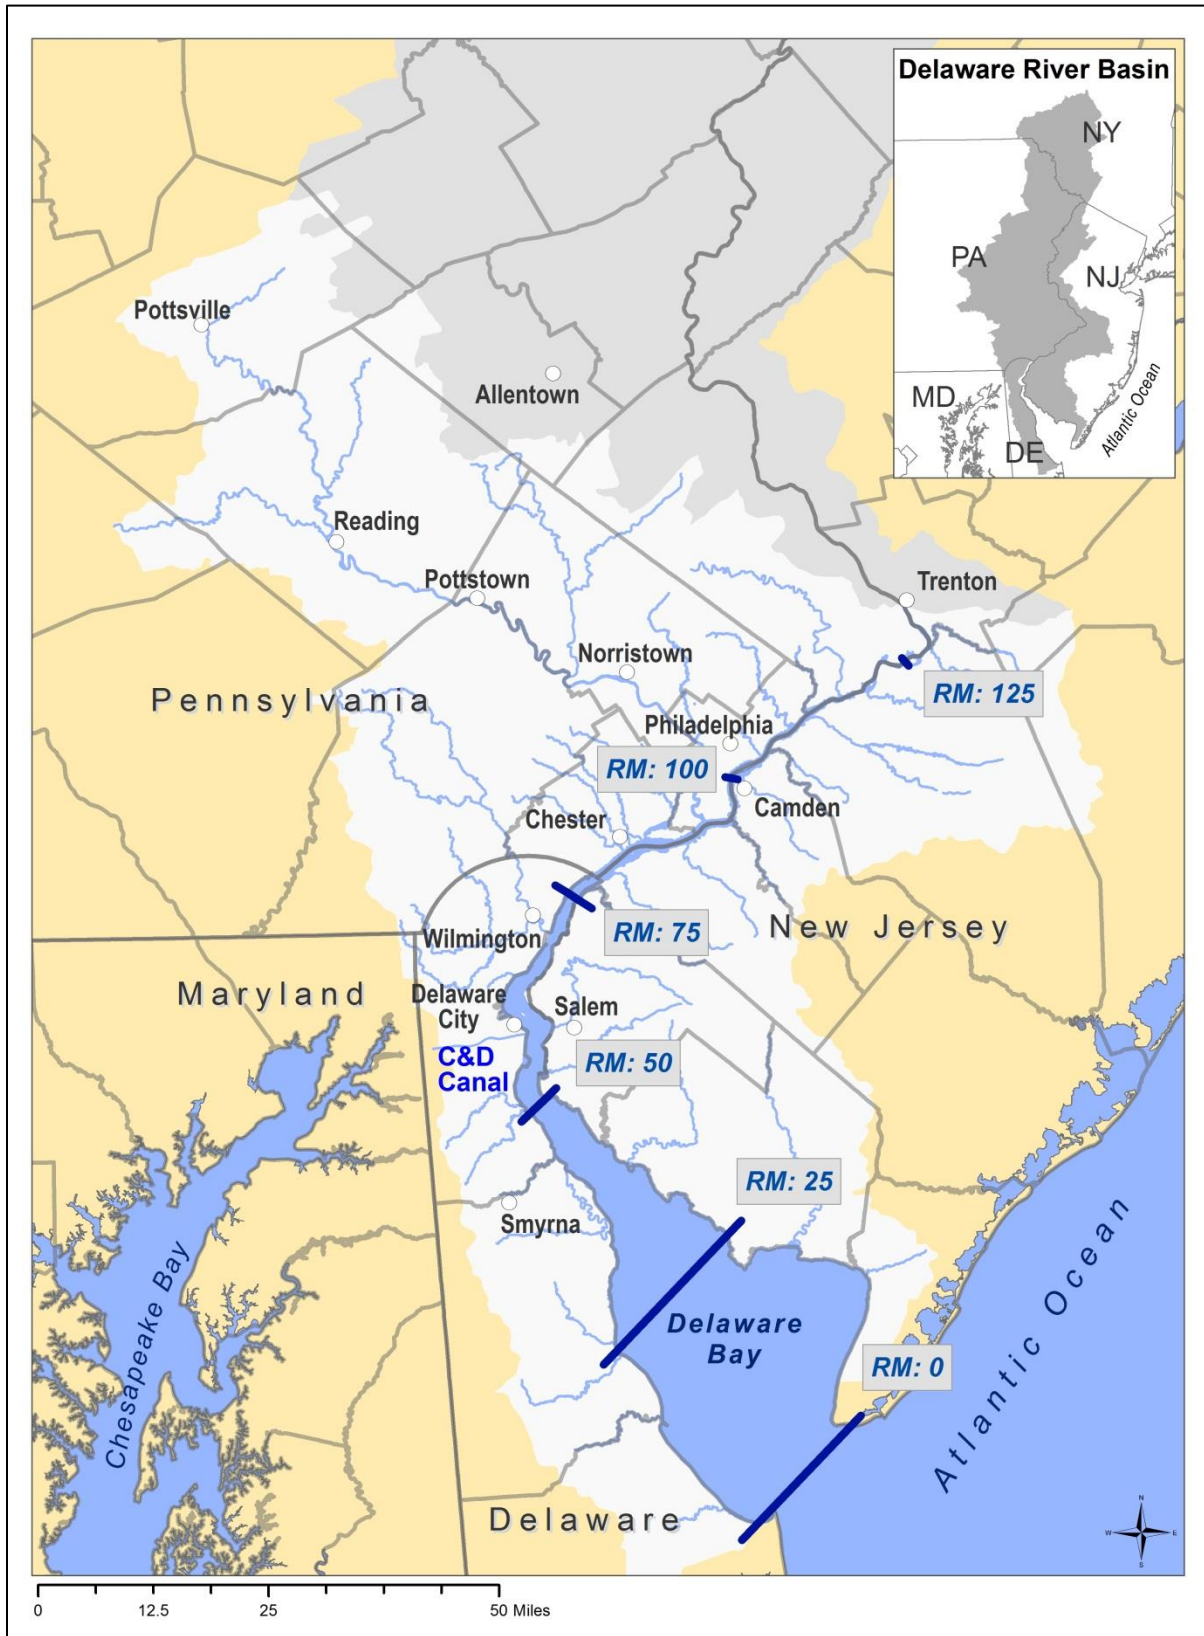 Delaware River Basin
NY
PA
NJ
MD
Atlantic Ocean
DE
Pottsville
Allentown
Reading
Pottstown
Trenton
Norristown
Pennsylvania
RM: 125
Philadelphia
RM: 100
Camden
Chester
New Jersey
Wilmington
RM: 75
Maryland
Delaware
City
Salem
C&D
Canal
RM: 50
RM: 25
Smyrna
Chesapeake Bay
Delaware
Bay
RM: 0
Atlantic Ocean
Delaware
N
W
E
S
0
12.5
25
50 Miles